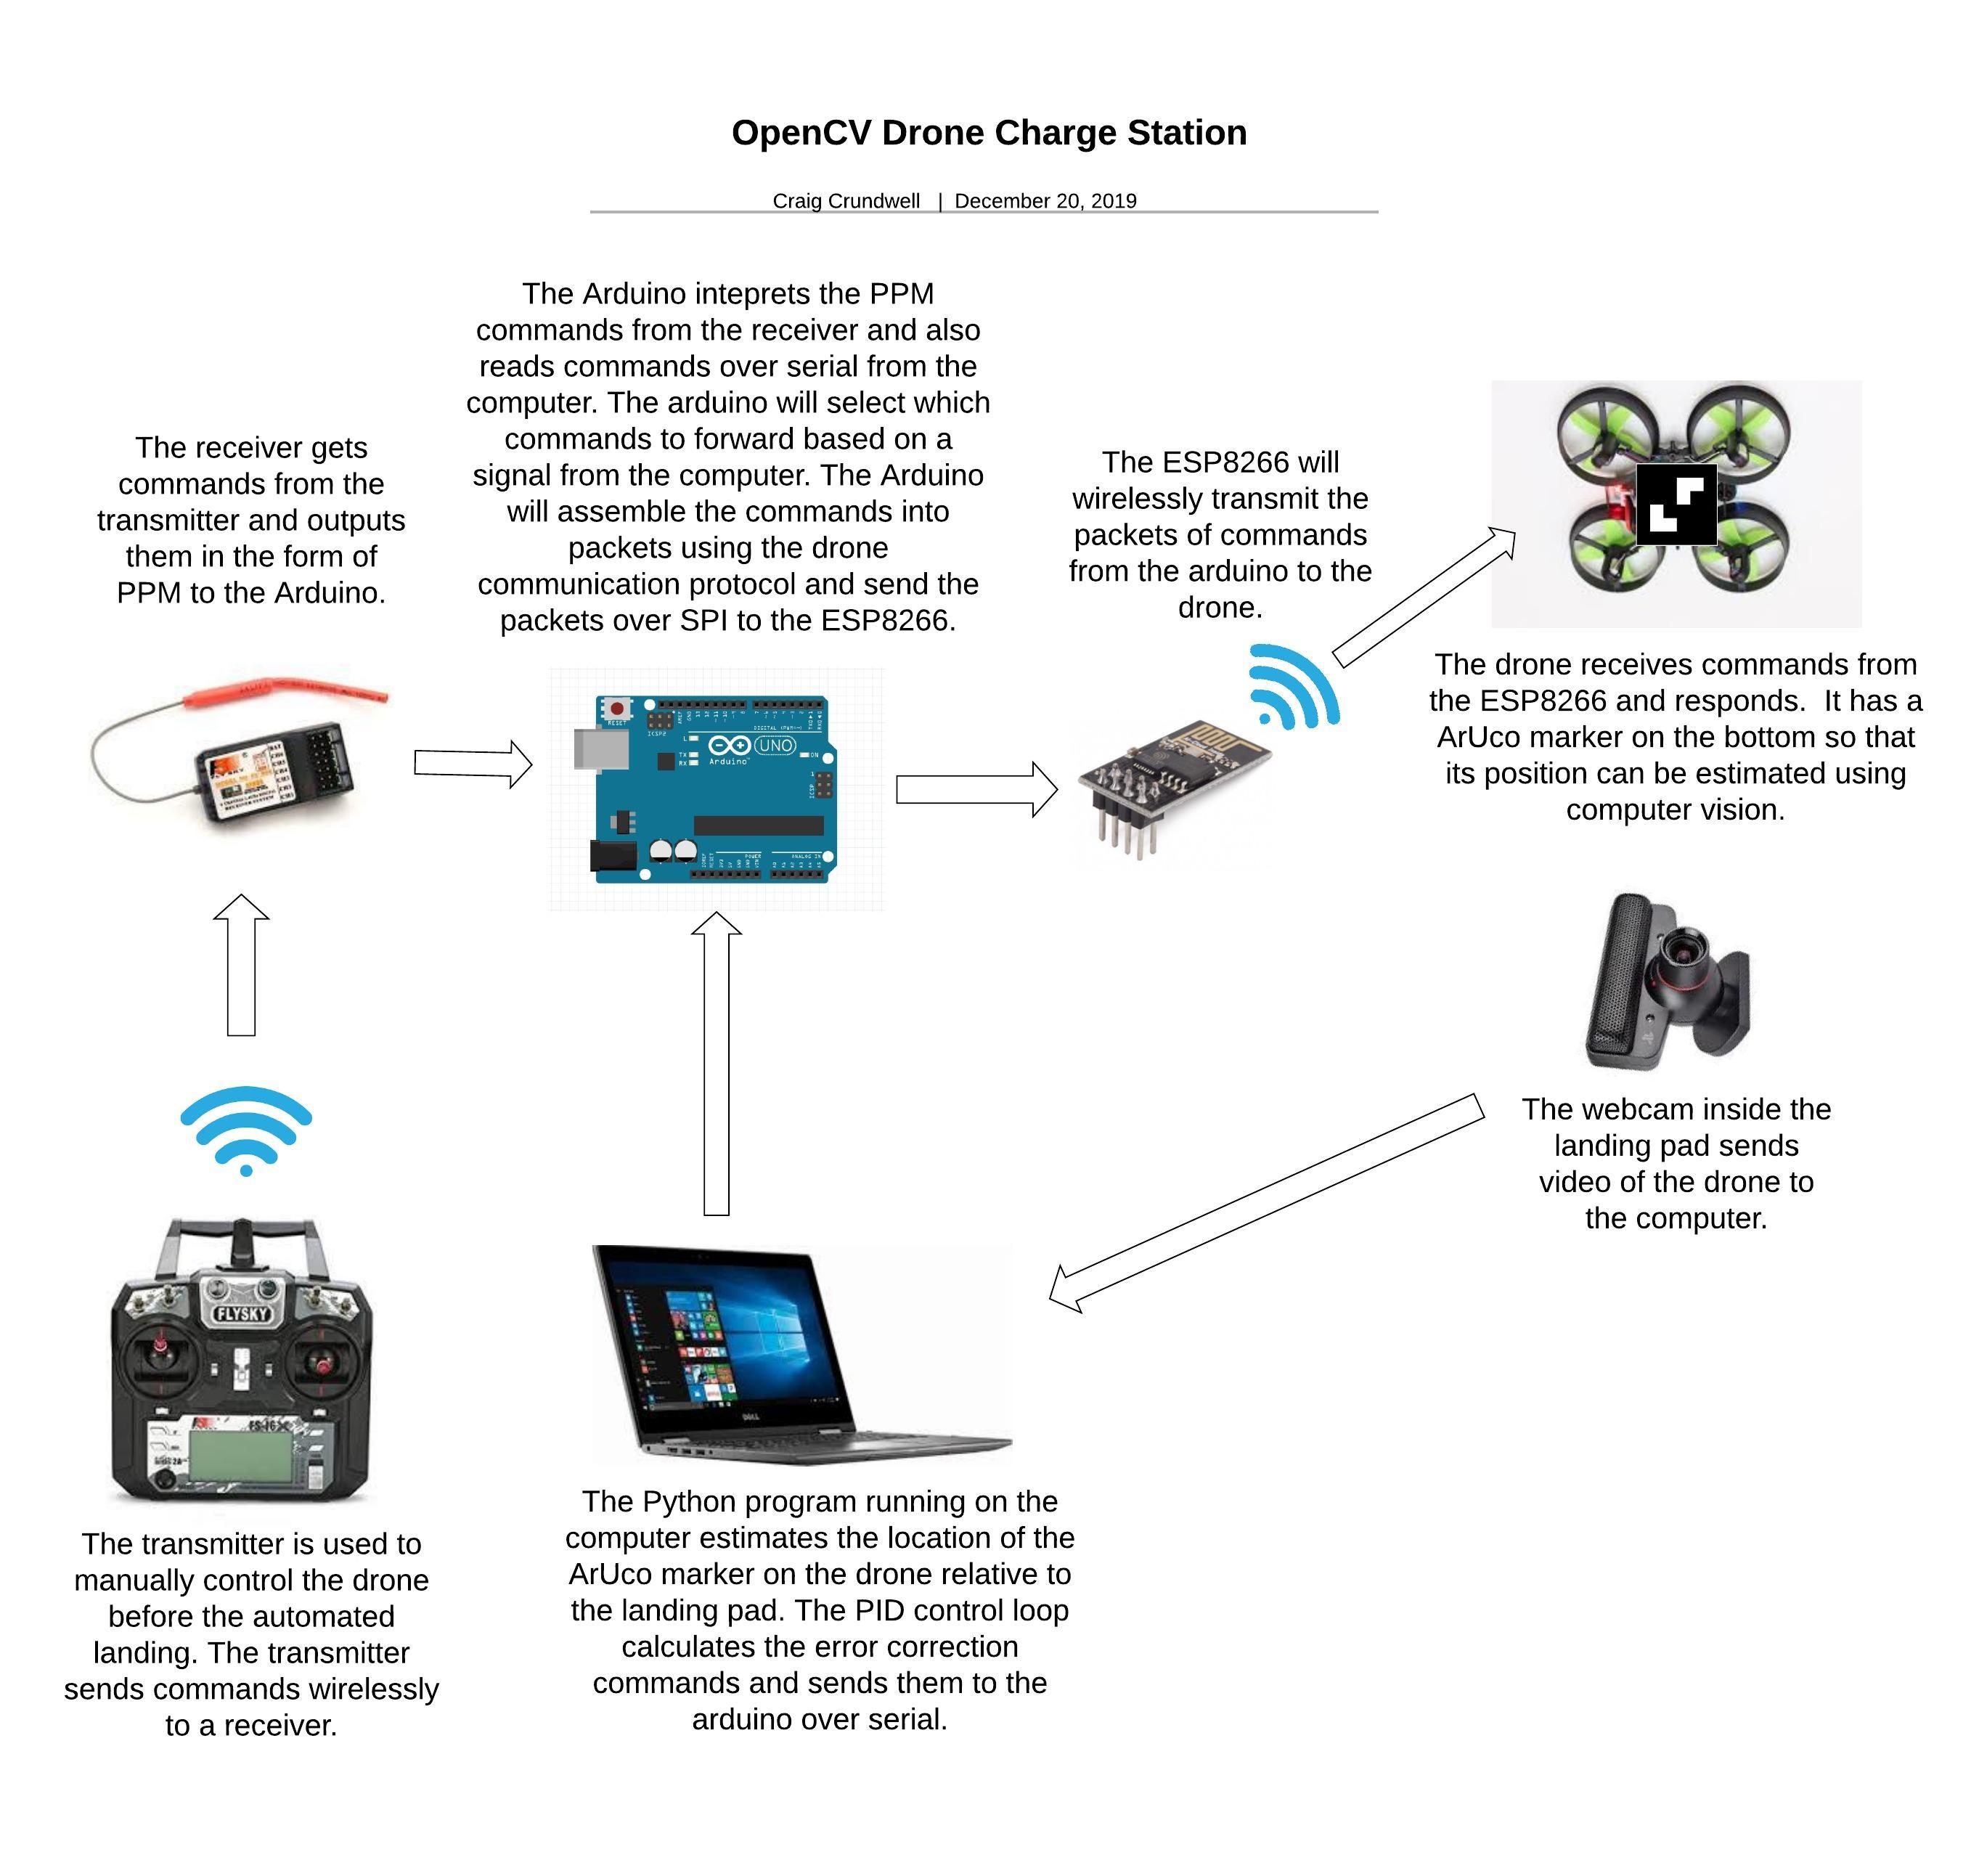 OpenCV Drone Charge Station
Craig Crundwell | December 20, 2019
The Arduino inteprets the PPM
commands from the receiver and also
reads commands over serial from the
computer. The arduino will select which
commands to forward based on a
signal from the computer. The Arduino
will assemble the commands into
packets using the drone
communication protocol and send the
packets over SPI to the ESP8266.
The receiver gets
commands from the
transmitter and outputs
them in the form of
PPM to the Arduino.
The ESP8266 will
wirelessly transmit the
packets of commands
from the arduino to the
drone.
The drone receives commands from
the ESP8266 and responds.  It has a
ArUco marker on the bottom so that
its position can be estimated using
computer vision.
RESET
ICSP2
L
TX
RX
UNO
ON
Arduino
ICSP
DIGITAL (PWM~)
POWER
ANALOG IN
The webcam inside the
landing pad sends
video of the drone to
the computer.
FLYSKY
FS-i6
DELL
The Python program running on the
computer estimates the location of the
ArUco marker on the drone relative to
the landing pad. The PID control loop
calculates the error correction
commands and sends them to the
arduino over serial.
The transmitter is used to
manually control the drone
before the automated
landing. The transmitter
sends commands wirelessly
to a receiver.